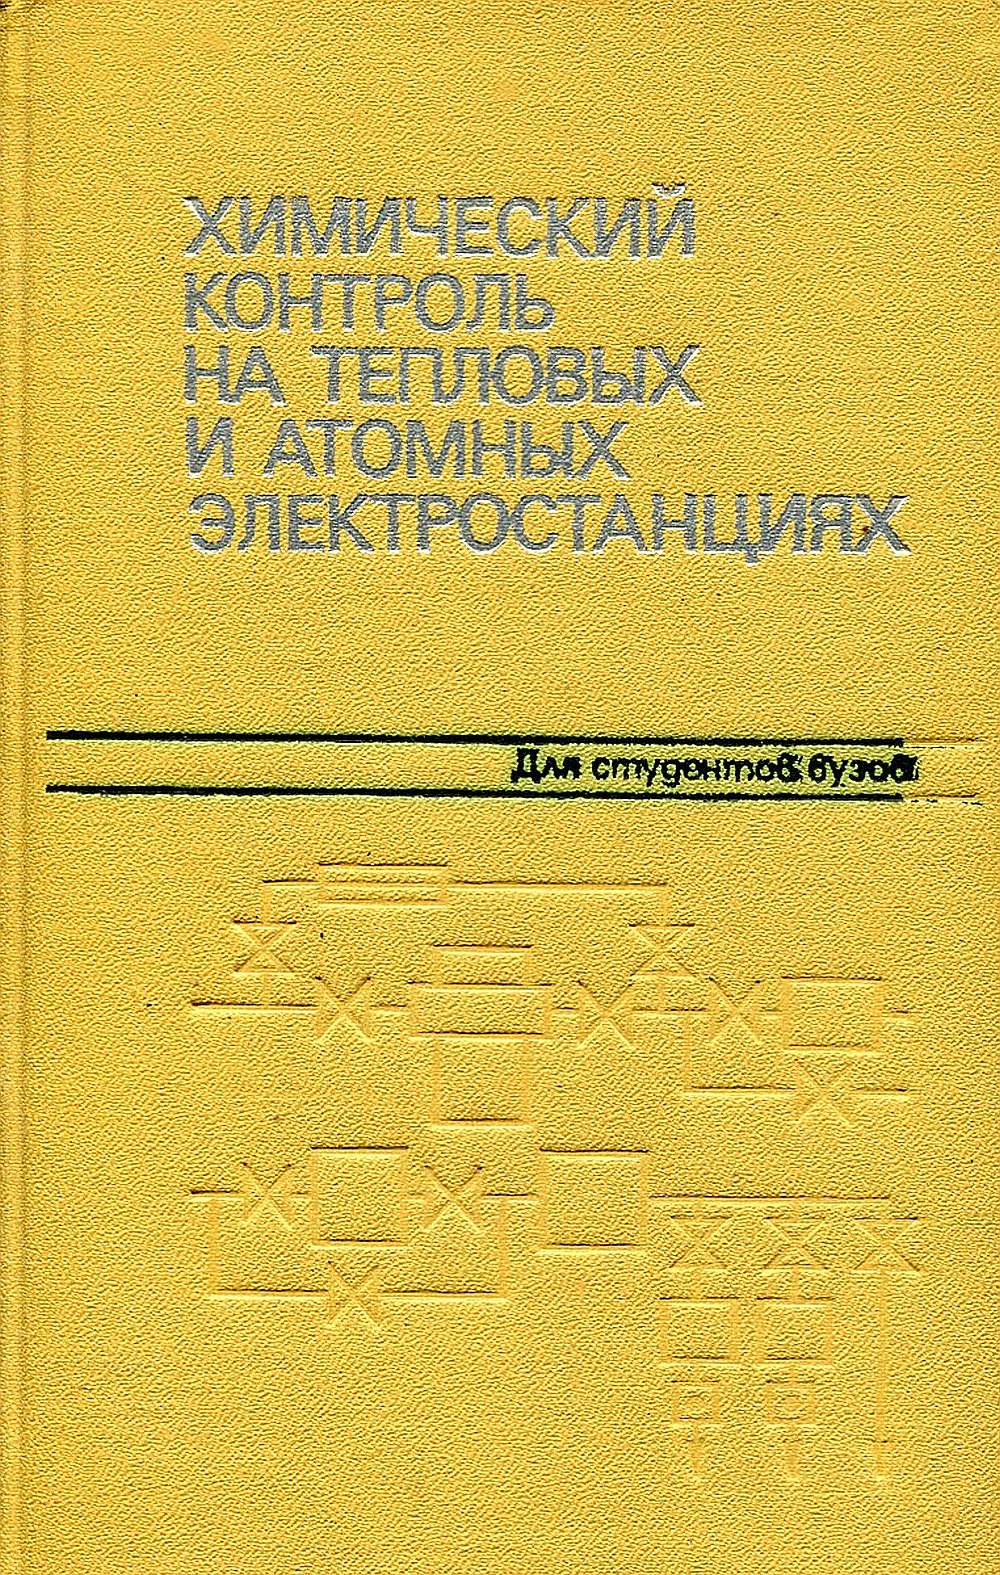 ХИМИЧЕСКИЙ
КОНТРОЛЬ
НА ТЕПЛОВЫХ
И АТОМНЫХ
ЭЛЕКТРОСТАНЦИЯХ
Для студентов вузов